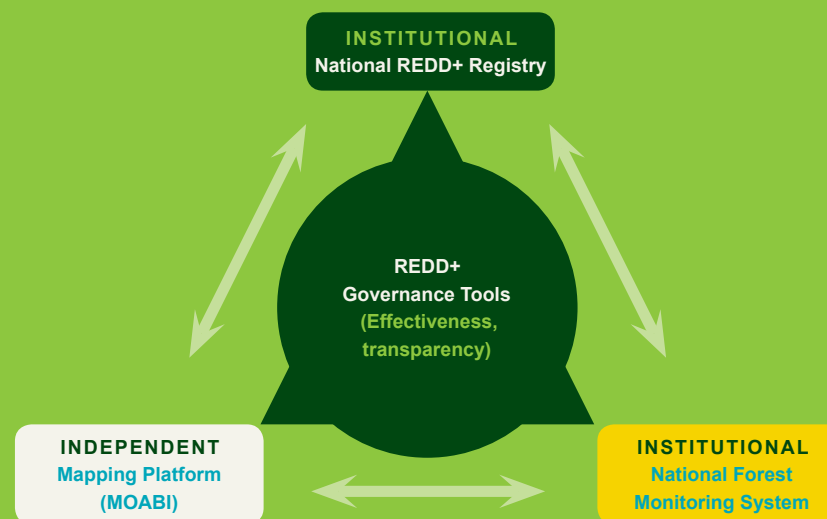 INSTITUTIONAL
National REDD+ Registry
REDD+
Governance Tools
(Effectiveness,
transparency)
INDEPENDENT
Mapping Platform
(MOABI)
INSTITUTIONAL
National Forest
Monitoring System